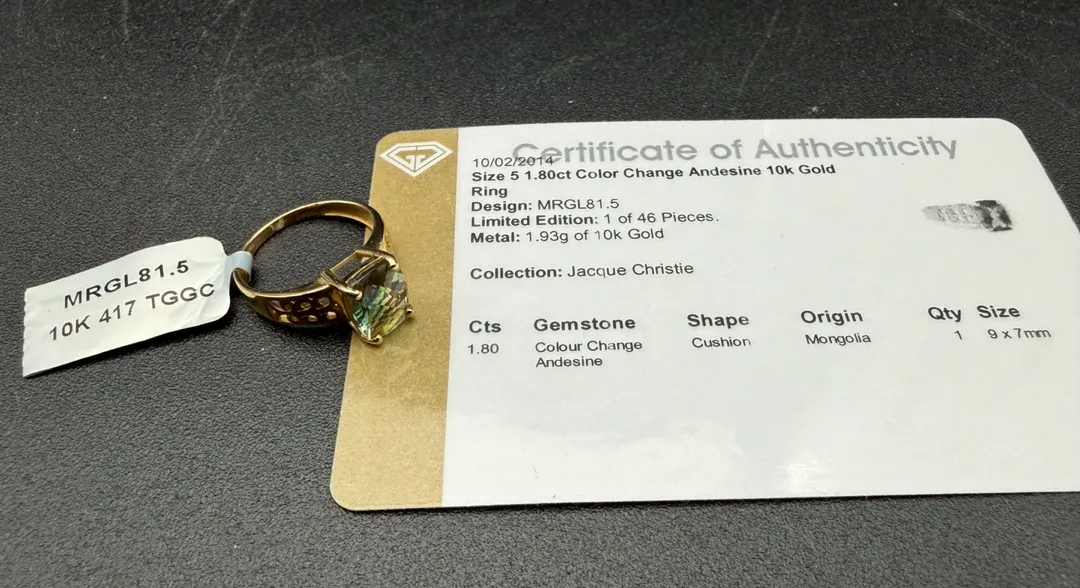 MRGL81.5
10K 417 TGGC
Certificate of Authenticity
10/02/2014
Size 5 1.80ct Color Change Andesine 10k Gold
Ring
Design: MRGL81.5
Limited Edition: 1 of 46 Pieces.
Metal: 1.93g of 10k Gold
Collection: Jacque Christie
Cts Gemstone Shape Origin Qty Size
1.80 Colour Change Cushion Mongolia 1 9 x 7mm
Andesine